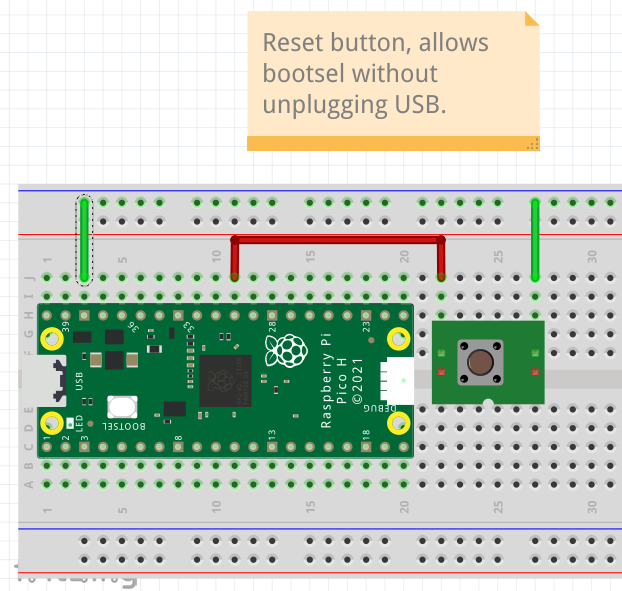 Reset button, allows
bootsel without
unplugging USB.
1 5 10 15 20 25 30
J
I
H
G
F
39 36 33 28 23
USB
LED
BOOTSEL
Raspberry Pi
Pico H
©2021
DEBUG
1 2 3 8 13 18
E
D
C
B
A
1 5 10 15 20 25 30